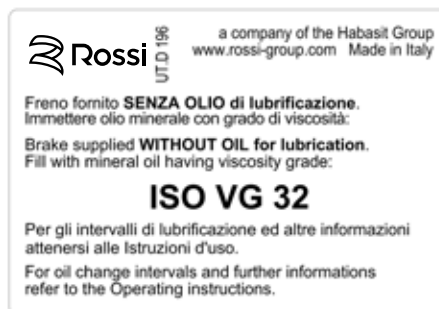 Rossi
UT.D 196
a company of the Habasit Group
www.rossi-group.com Made in Italy
Freno fornito SENZA OLIO di lubrificazione.
Immettere olio minerale con grado di viscosità:
Brake supplied WITHOUT OIL for lubrication.
Fill with mineral oil having viscosity grade:
ISO VG 32
Per gli intervalli di lubrificazione ed altre informazioni
attenersi alle Istruzioni d'uso.
For oil change intervals and further informations
refer to the Operating instructions.